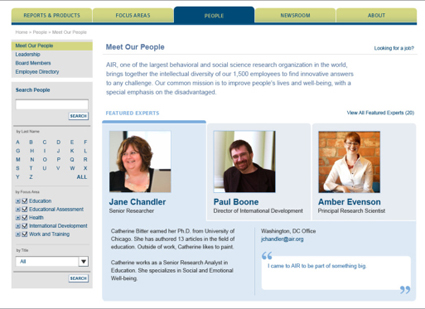 REPORTS & PRODUCTS
FOCUS AREAS
PEOPLE
NEWSROOM
ABOUT
Home > People > Meet Our People
Meet Our People
Leadership
Board Members
Employee Directory
Search People
SEARCH
by Last Name
A B C D E F
G H I J K L
M N O P Q R
S T U V W X
Y Z ALL
by Focus Area
Education
Educational Assessment
Health
International Development
Work and Training
by Title
All
SEARCH
Meet Our People
Looking for a job?
AIR, one of the largest behavioral and social science research organization in the world,
brings together the intellectual diversity of our 1,500 employees to find innovative answers
to any challenge. Our common mission is to improve people's lives and well-being, with a
special emphasis on the disadvantaged.
FEATURED EXPERTS
View All Featured Experts (20)
Jane Chandler
Senior Researcher
Paul Boone
Director of International Development
Amber Evenson
Principal Research Scientist
Catherine Bitter earned her Ph.D. from University of
Chicago. She has authored 13 articles in the field of
education. Outside of work, Catherine likes to paint.
Catherine works as a Senior Research Analyst in
Education. She specializes in Social and Emotional
Well-being.
Washington, DC Office
jchandler@air.org
“
I came to AIR to be part of something big.
”